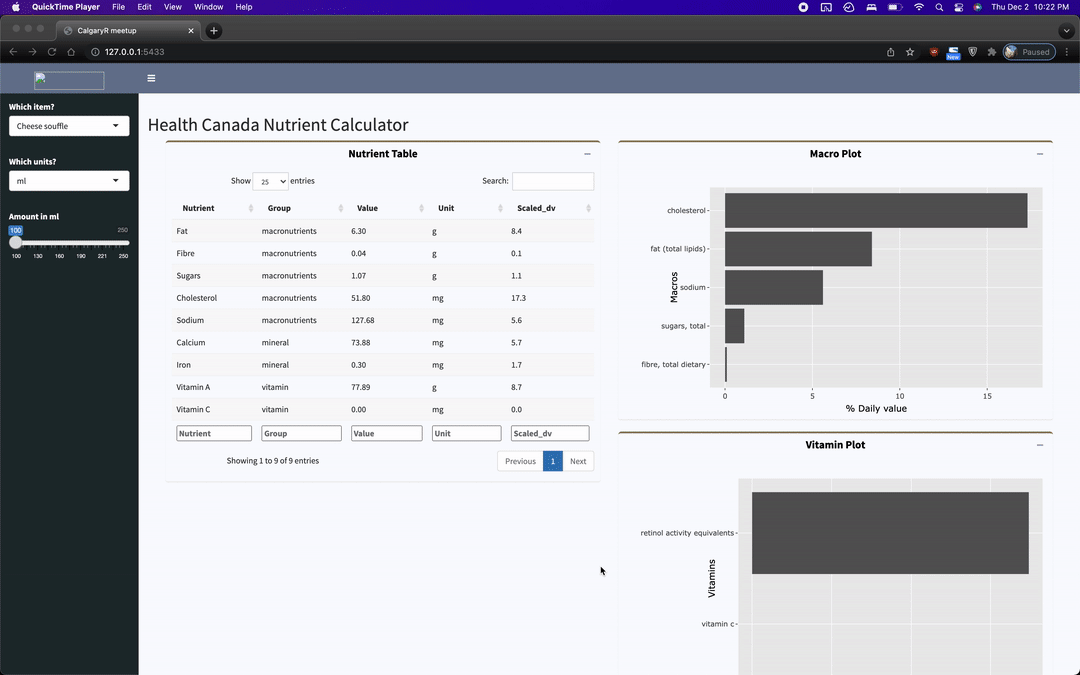 QuickTime Player File Edit View Window Help Thu Dec 2 10:22 PM
CalgaryR meetup
127.0.0.1:5433 New Paused
Which item?
Cheese souffle
Which units?
ml
Amount in ml
100 250
100 130 160 190 221 250
Health Canada Nutrient Calculator
Nutrient Table
Show 25 entries Search:
Nutrient Group Value Unit Scaled_dv
Fat macronutrients 6.30 g 8.4
Fibre macronutrients 0.04 g 0.1
Sugars macronutrients 1.07 g 1.1
Cholesterol macronutrients 51.80 mg 17.3
Sodium macronutrients 127.68 mg 5.6
Calcium mineral 73.88 mg 5.7
Iron mineral 0.30 mg 1.7
Vitamin A vitamin 77.89 g 8.7
Vitamin C vitamin 0.00 mg 0.0
Nutrient Group Value Unit Scaled_dv
Showing 1 to 9 of 9 entries Previous 1 Next
Macro Plot
Macros
cholesterol
fat (total lipids)
sodium
sugars, total
fibre, total dietary
0 5 10 15
% Daily value
Vitamin Plot
Vitamins
retinol activity equivalents
vitamin c